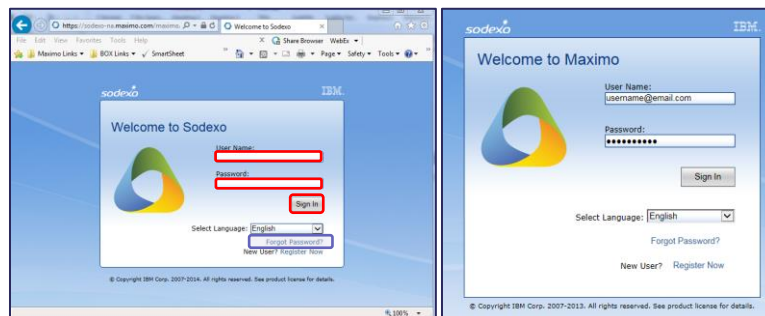 https://sodexo-na.maximo.com/maximo
Welcome to Sodexo
File Edit View Favorites Tools Help
Share Browser WebEx
Maximo Links
BOX Links
SmartSheet
Page
Safety
Tools
sodexo
IBM.
Welcome to Sodexo
User Name:
Password:
Sign In
Select Language: English
Forgot Password?
New User? Register Now
© Copyright IBM Corp. 2007-2014. All rights reserved. See product license for details.
100%
sodexo
IBM.
Welcome to Maximo
User Name:
username@email.com
Password:
••••••••••
Sign In
Select Language: English
Forgot Password?
New User? Register Now
© Copyright IBM Corp. 2007-2013. All rights reserved. See product license for details.